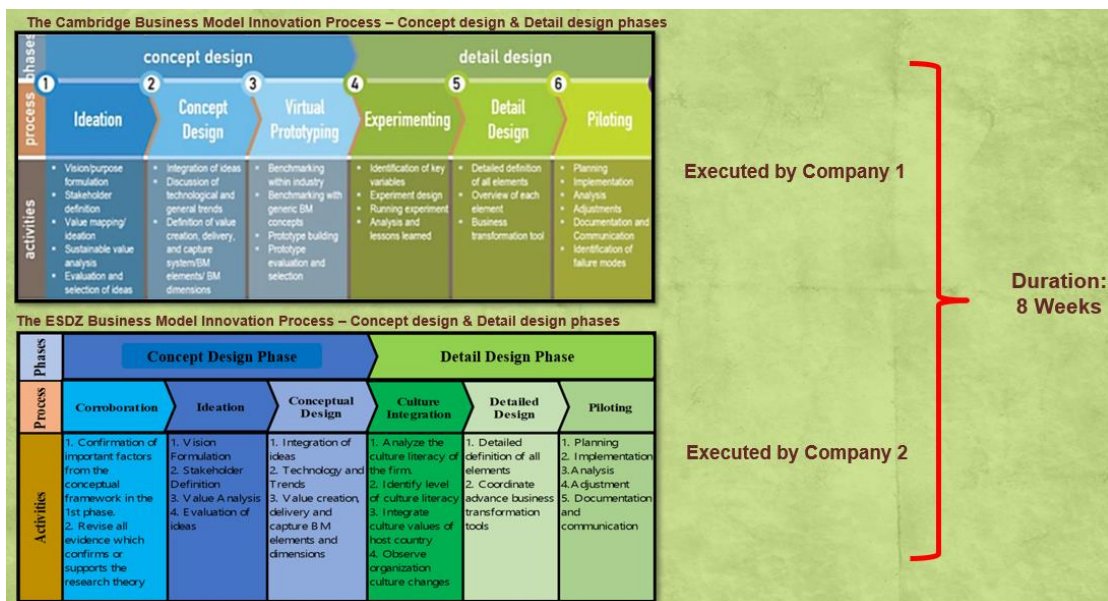 The Cambridge Business Model Innovation Process – Concept design & Detail design phases
phases
concept design
detail design
process
1
Ideation
2
Concept
Design
3
Virtual
Prototyping
4
Experimenting
5
Detail
Design
6
Piloting
activities
• Vision/purpose
formulation
• Stakeholder
definition
• Value mapping/
ideation
• Sustainable value
analysis
• Evaluation and
selection of ideas
• Integration of ideas
• Discussion of
technological and
general trends
• Definition of value
creation, delivery,
and capture
system/BM
elements/ BM
dimensions
• Benchmarking
within industry
• Benchmarking with
generic BM
concepts
• Prototype building
• Prototype
evaluation and
selection
• Identification of key
variables
• Experiment design
• Running experiment
• Analysis and
lessons learned
• Detailed definition
of all elements
• Overview of each
element
• Business
transformation tool
• Planning
• Implementation
• Analysis
• Adjustments
• Documentation and
Communication
• Identification of
failure modes
Executed by Company 1
Duration:
8 Weeks
The ESDZ Business Model Innovation Process – Concept design & Detail design phases
Phases
Concept Design Phase
Detail Design Phase
Process
Corroboration
Ideation
Conceptual
Design
Culture
Integration
Detailed
Design
Piloting
Activities
1. Confirmation of
important factors
from the
conceptual
framework in the
1st phase.
2. Revise all
evidence which
confirms or
supports the
research theory
1. Vision
Formulation
2. Stakeholder
Definition
3. Value Analysis
4. Evaluation of
ideas
1. Integration of
ideas
2. Technology and
Trends
3. Value creation,
delivery and
capture BM
elements and
dimensions
1. Analyze the
culture literacy of
the firm.
2. Identify level
of culture literacy
3. Integrate
culture values of
host country
4. Observe
organization
culture changes
1. Detailed
definition of all
elements
2. Coordinate
advance business
transformation
tools
1. Planning
2. Implementation
3.Analysis
4.Adjustment
5. Documentation
and
communication
Executed by Company 2